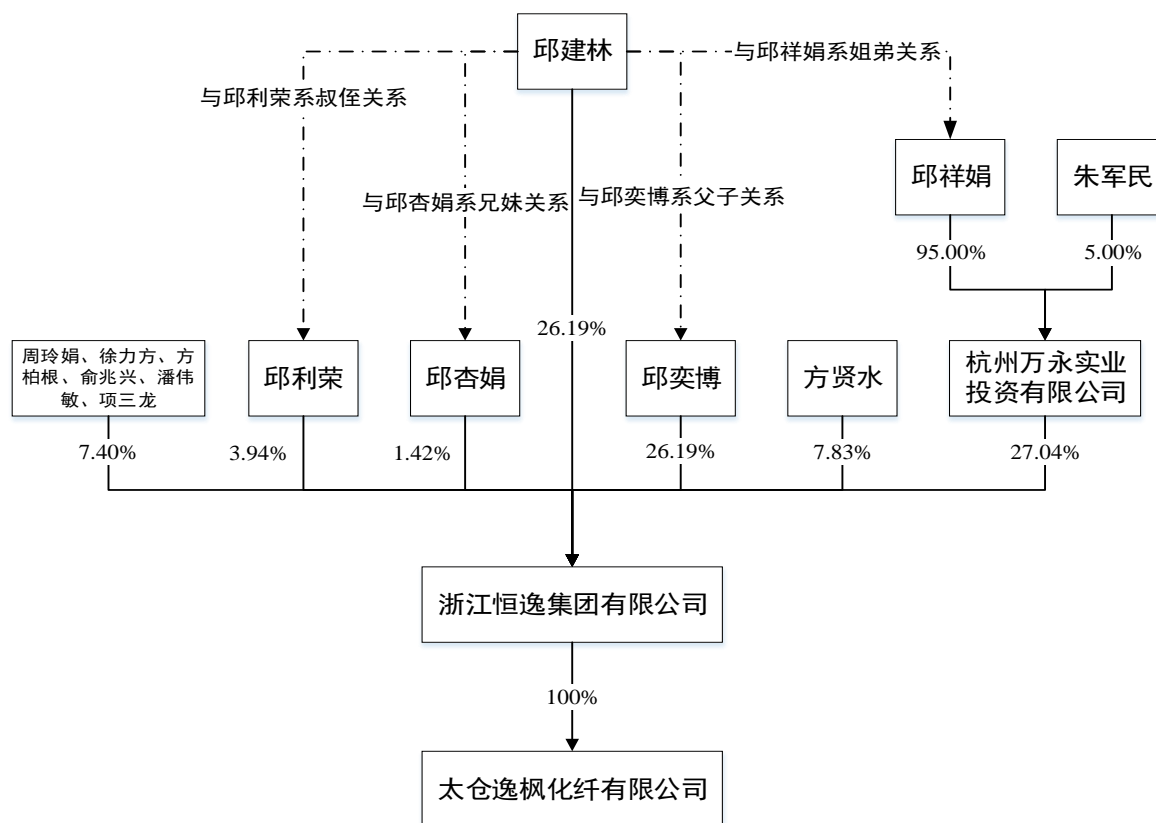 邱建林
与邱祥娟系姐弟关系
与邱利荣系叔侄关系
邱祥娟
朱军民
与邱杏娟系兄妹关系
与邱奕博系父子关系
95.00%
5.00%
26.19%
周玲娟、徐力方、方
柏根、俞兆兴、潘伟
敏、项三龙
邱利荣
邱杏娟
邱奕博
方贤水
杭州万永实业
投资有限公司
7.40%
3.94%
1.42%
26.19%
7.83%
27.04%
浙江恒逸集团有限公司
100%
太仓逸枫化纤有限公司